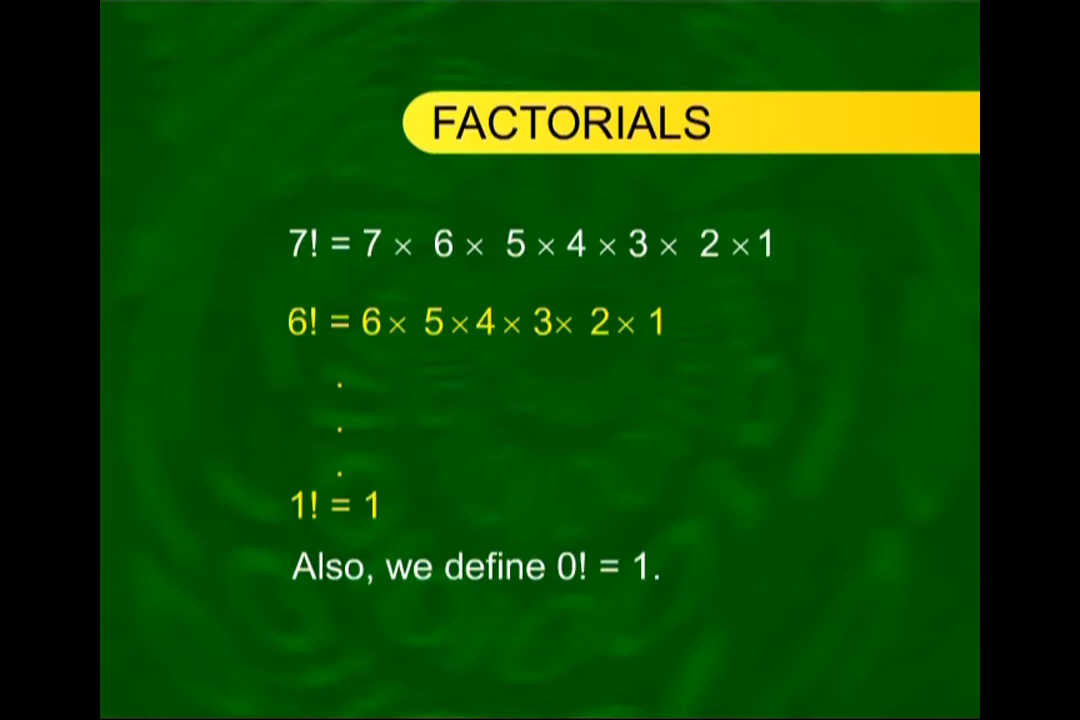 FACTORIALS
7! = 7 × 6 × 5 × 4 × 3 × 2 × 1
6! = 6 × 5 × 4 × 3 × 2 × 1
.
.
.
1! = 1
Also, we define 0! = 1.